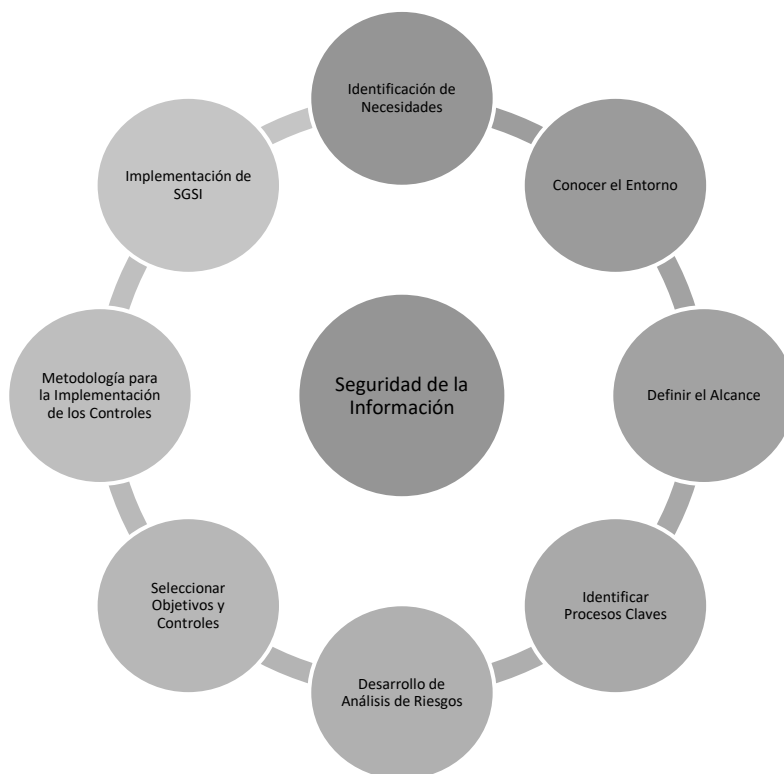 Identificación de
Necesidades
Conocer el Entorno
Definir el Alcance
Identificar
Procesos Claves
Desarrollo de
Análisis de Riesgos
Seleccionar
Objetivos y
Controles
Metodología para
la Implementación
de los Controles
Implementación de
SGSI
Seguridad de la
Información